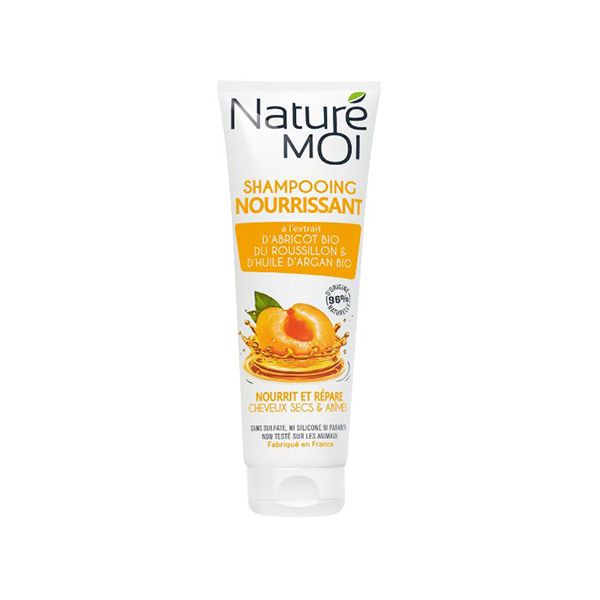 Naturé
MOI
SHAMPOOING
NOURRISSANT
à l'extrait
D'ABRICOT BIO
DU ROUSSILLON &
D'HUILE D'ARGAN BIO
D'ORIGINE
96%
NATURELLE
NOURRIT ET RÉPARE
CHEVEUX SECS & ABÎMÉS
SANS SULFATE, NI SILICONE NI PARABEN
NON TESTÉ SUR LES ANIMAUX
Fabriqué en France